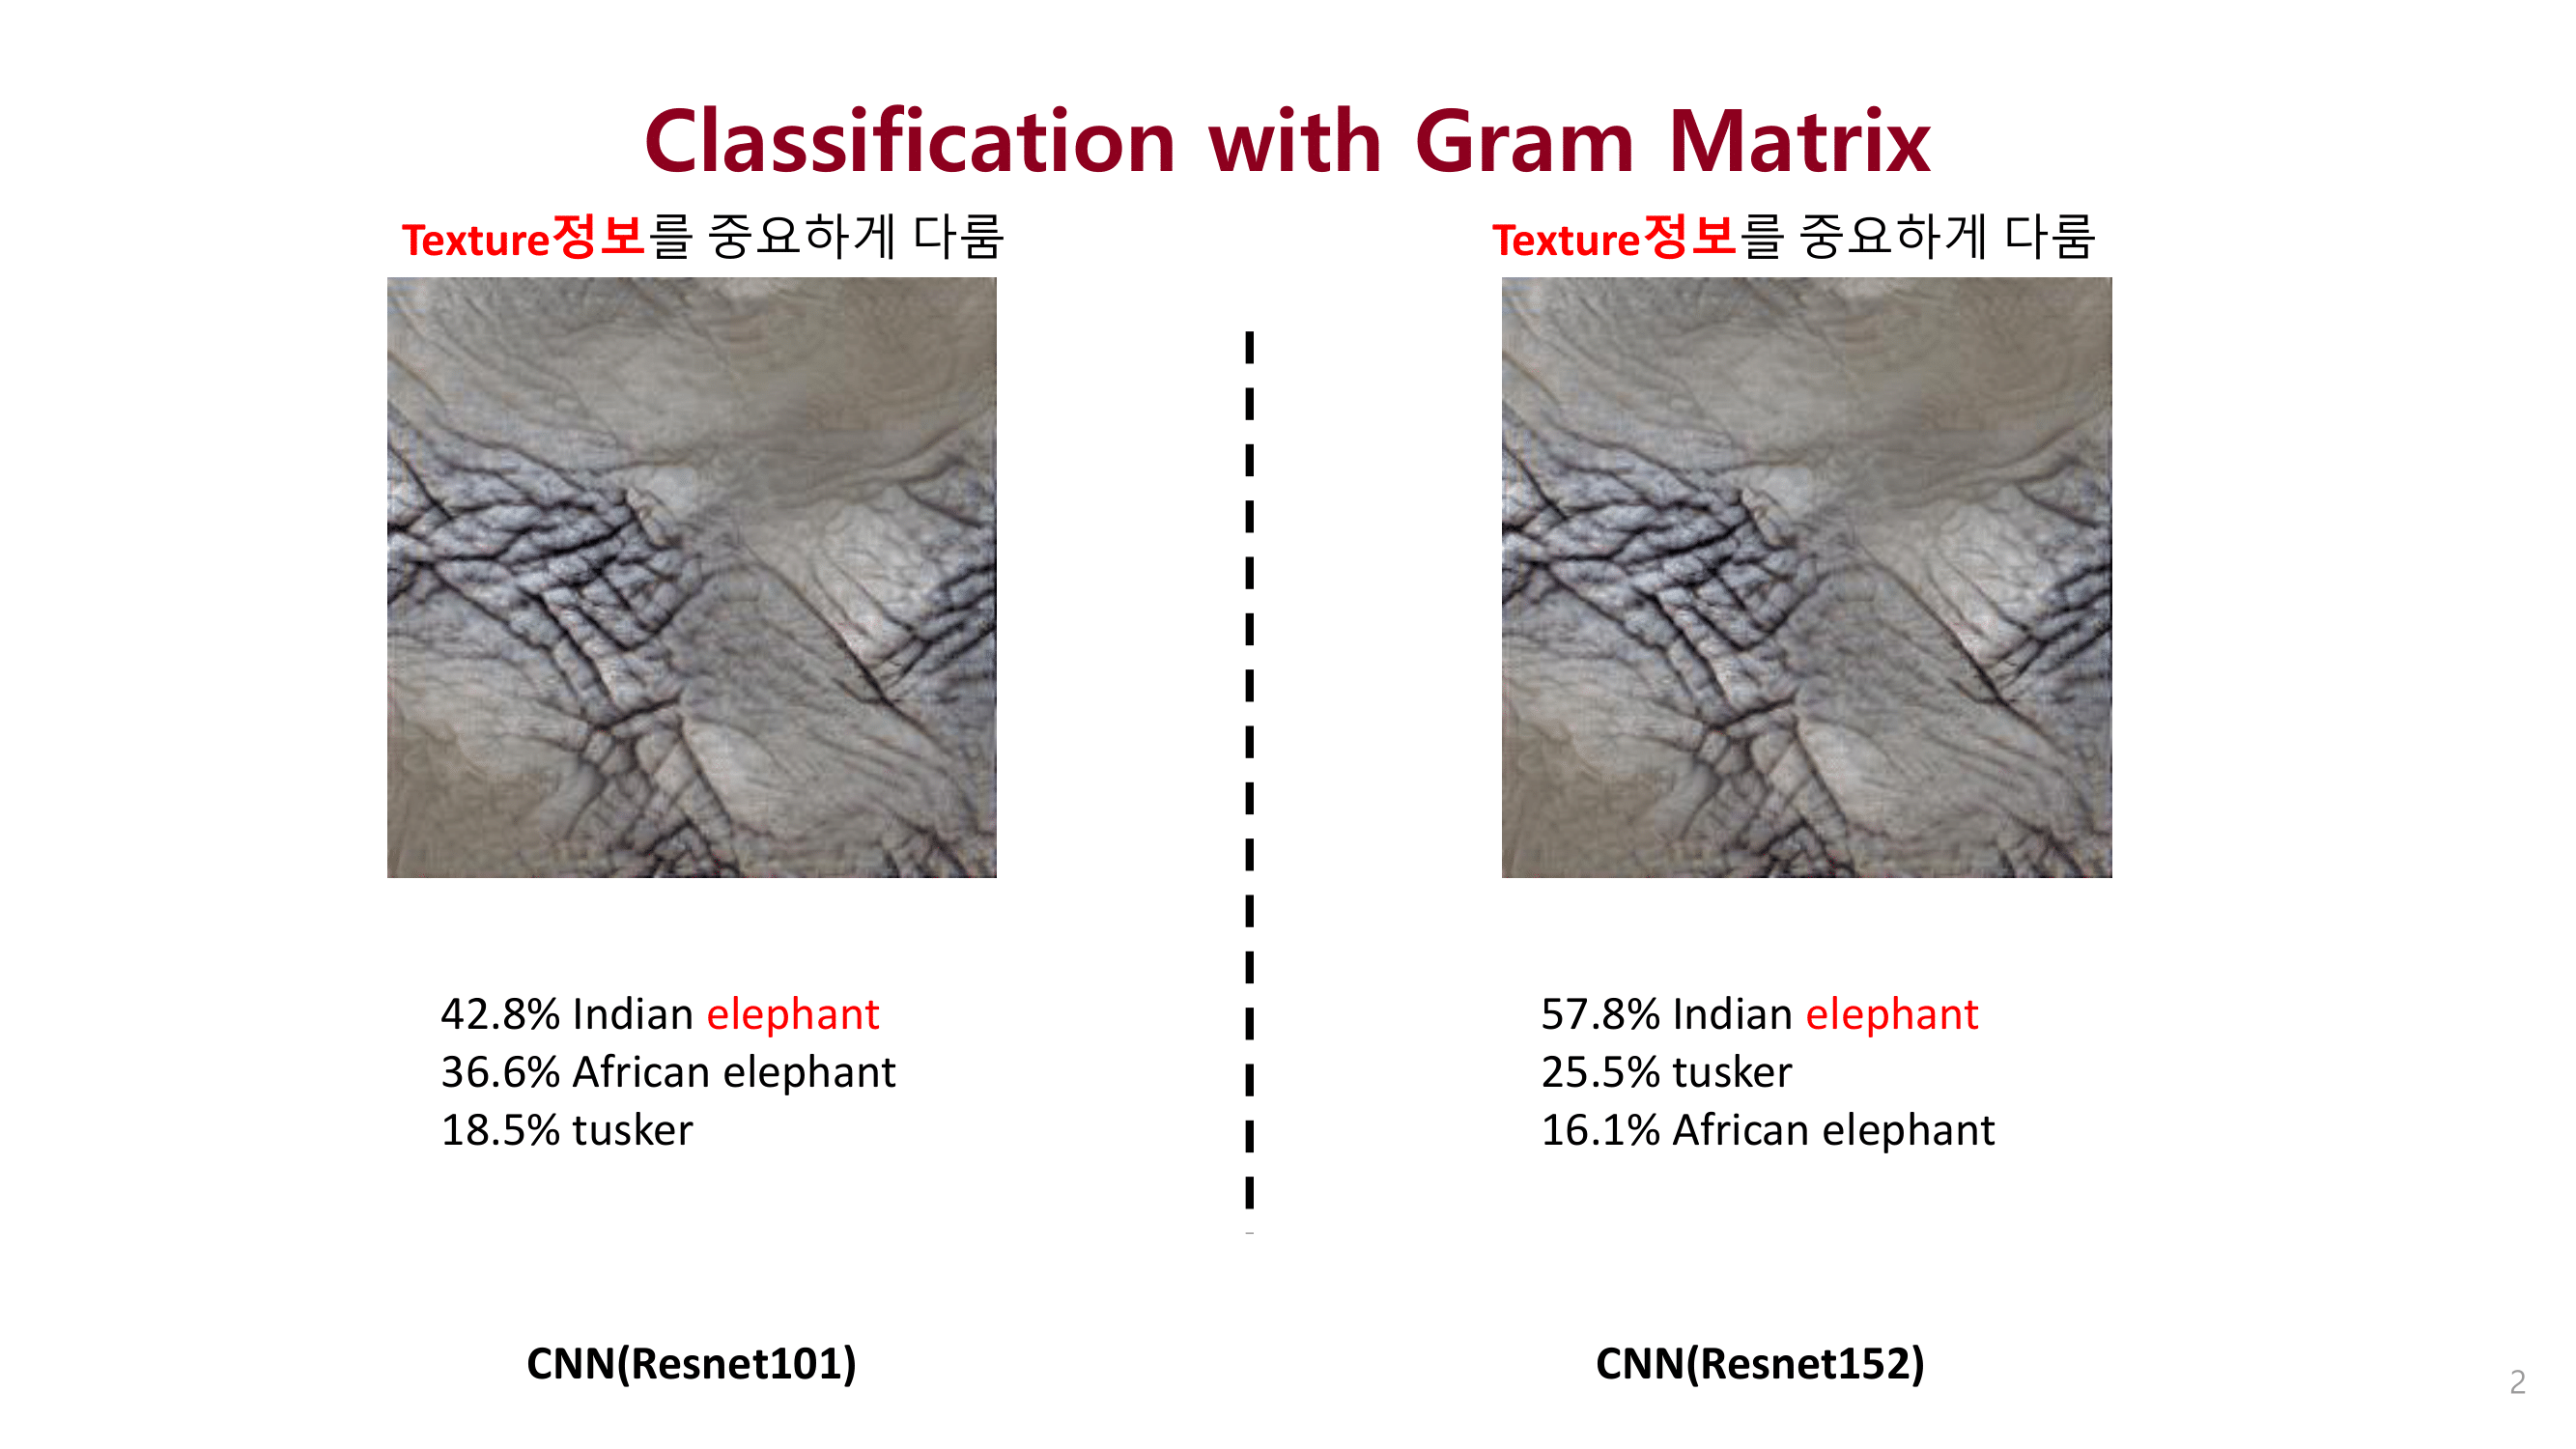 Classification with Gram Matrix
Texture정보를 중요하게 다룸
Texture정보를 중요하게 다룸
42.8% Indian elephant
36.6% African elephant
18.5% tusker
57.8% Indian elephant
25.5% tusker
16.1% African elephant
CNN(Resnet101)
CNN(Resnet152)
2